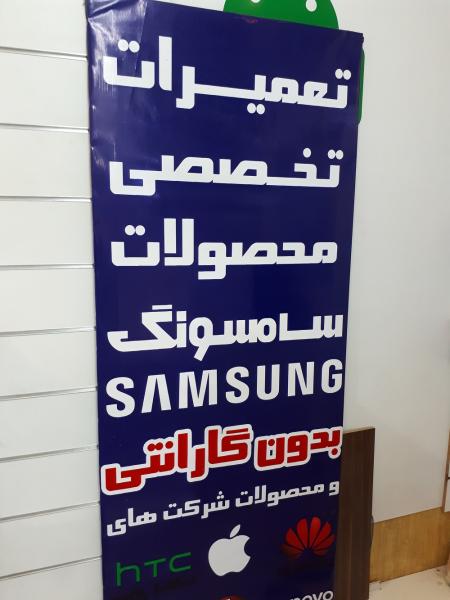 تعمیرات
تخصصی
محصولات
سامسونگ
SAMSUNG
بدون گارانتی
و محصولات شرکت های
hTC